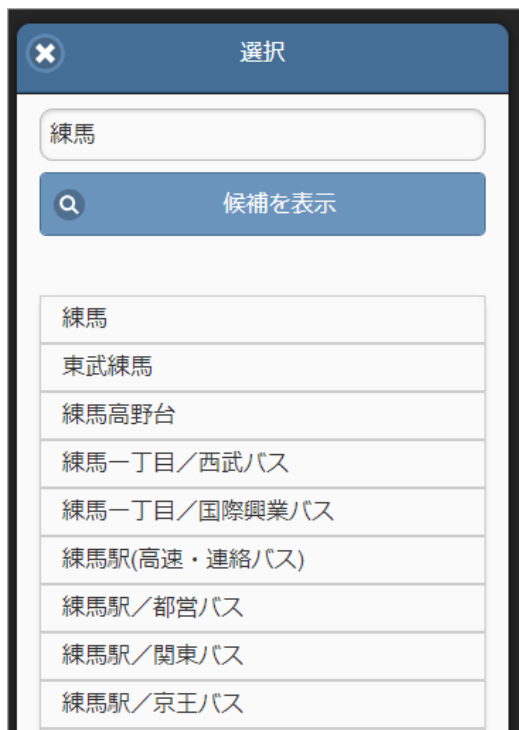 選択
練馬
候補を表示
練馬
東武練馬
練馬高野台
練馬一丁目／西武バス
練馬一丁目／国際興業バス
練馬駅(高速・連絡バス)
練馬駅／都営バス
練馬駅／関東バス
練馬駅／京王バス